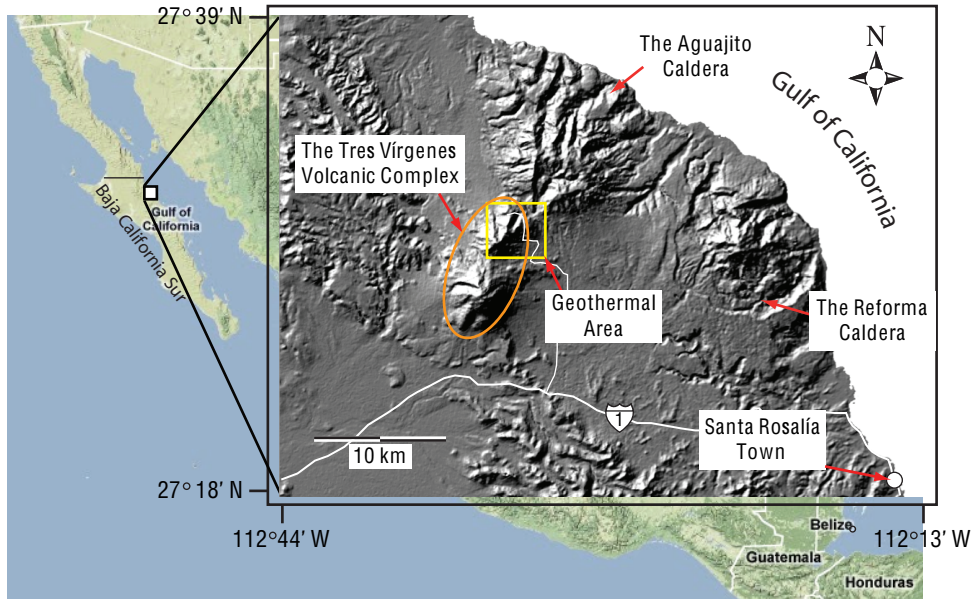 27°39' N
The Aguajito
Caldera
N
Gulf of California
The Tres Vírgenes
Volcanic Complex
Baja California Sur
Gulf of
California
Geothermal
Area
The Reforma
Caldera
1
Santa Rosalía
Town
10 km
27°18' N
112°44' W
112°13' W
Belize
Guatemala
Honduras